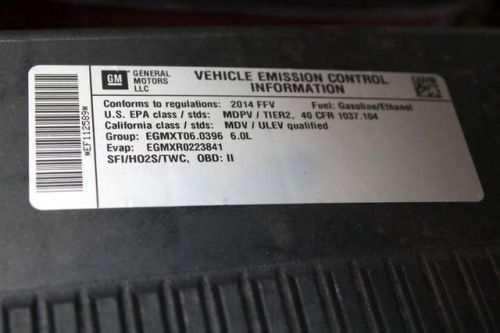 GM GENERAL MOTORS LLC
VEHICLE EMISSION CONTROL
INFORMATION
Conforms to regulations: 2014 FFV Fuel: Gasoline/Ethanol
U.S. EPA class / stds: MDPV / TIER2, 40 CFR 1037.104
California class / stds: MDV / ULEV qualified
Group: EGMXT06.0396 6.0L
Evap: EGMXR0223841
SFI/HO2S/TWC, OBD: II
*EF112589*